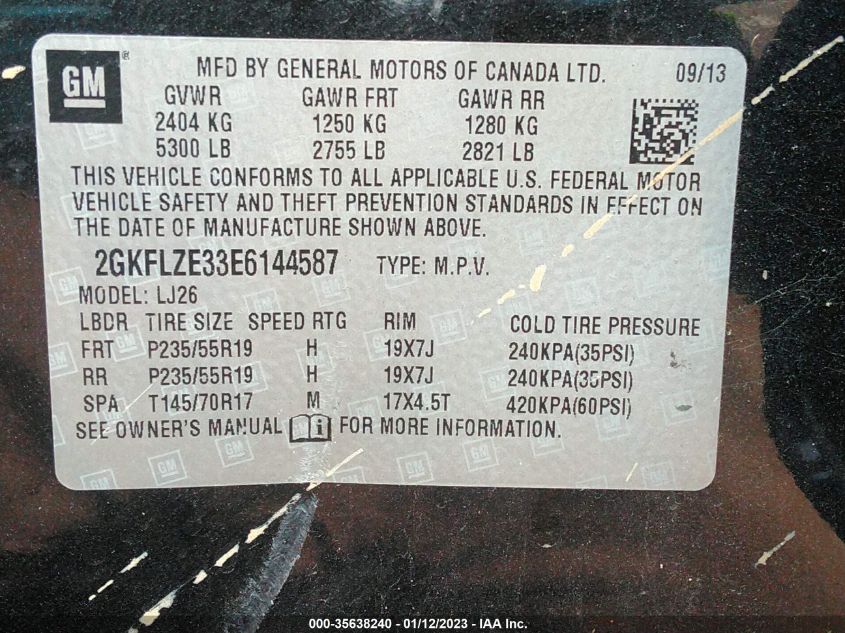 GM ® MFD BY GENERAL MOTORS OF CANADA LTD. 09/13
GVWR GAWR FRT GAWR RR
2404 KG 1250 KG 1280 KG
5300 LB 2755 LB 2821 LB
THIS VEHICLE CONFORMS TO ALL APPLICABLE U.S. FEDERAL MOTOR
VEHICLE SAFETY AND THEFT PREVENTION STANDARDS IN EFFECT ON
THE DATE OF MANUFACTURE SHOWN ABOVE.
2GKFLZE33E6144587 TYPE: M.P.V.
MODEL: LJ26
LBDR TIRE SIZE SPEED RTG RIM COLD TIRE PRESSURE
FRT P235/55R19 H 19X7J 240KPA(35PSI)
RR P235/55R19 H 19X7J 240KPA(35PSI)
SPA T145/70R17 M 17X4.5T 420KPA(60PSI)
SEE OWNER'S MANUAL FOR MORE INFORMATION.
000-35638240 - 01/12/2023 - IAA Inc.